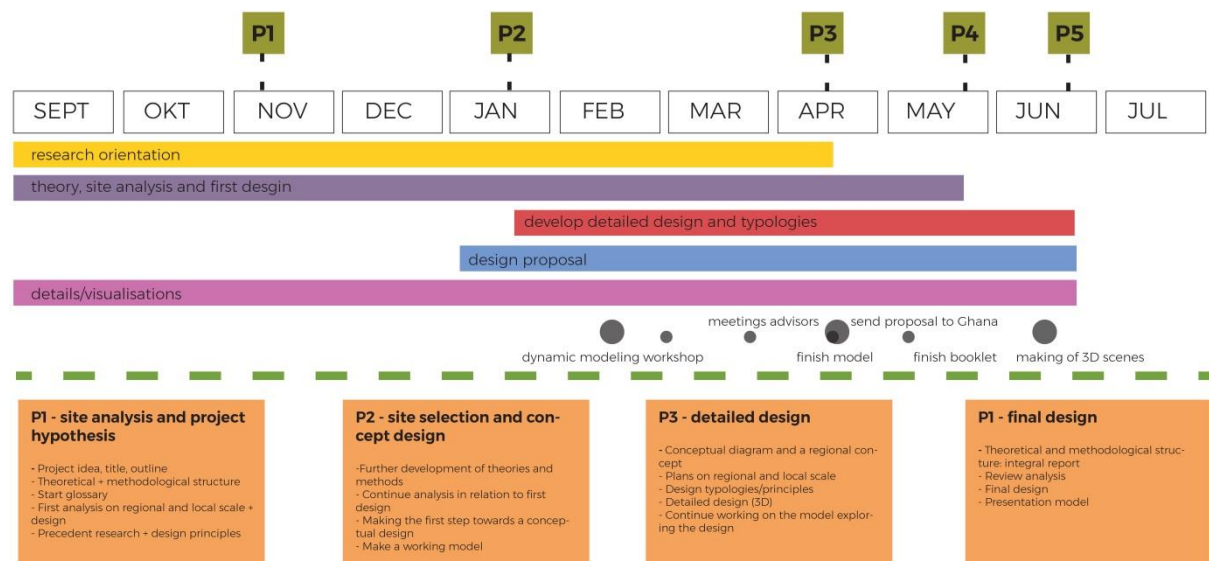 P1 P2 P3 P4 P5
SEPT OKT NOV DEC JAN FEB MAR APR MAY JUN JUL
research orientation
theory, site analysis and first desgin
develop detailed design and typologies
design proposal
details/visualisations
meetings advisors send proposal to Ghana
dynamic modeling workshop finish model finish booklet making of 3D scenes
P1 - site analysis and project
hypothesis
- Project idea, title, outline
- Theoretical + methodological structure
- Start glossary
- First analysis on regional and local scale +
design
- Precedent research + design principles
P2 - site selection and con-
cept design
-Further development of theories and
methods
- Continue analysis in relation to first
design
- Making the first step towards a concep-
tual design
- Make a working model
P3 - detailed design
- Conceptual diagram and a regional con-
cept
- Plans on regional and local scale
- Design typologies/principles
- Detailed design (3D)
- Continue working on the model explor-
ing the design
P1 - final design
- Theoretical and methodological struc-
ture: integral report
- Review analysis
- Final design
- Presentation model